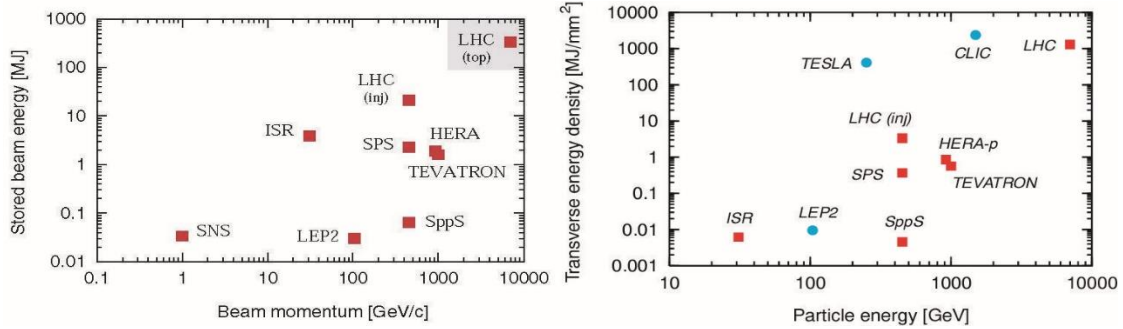 Stored beam energy [MJ]
1000
100
10
1
0.1
0.01
LHC
(top)
LHC
(inj)
ISR
SPS
HERA
TEVATRON
SNS
LEP2
SppS
0.1
1
10
100
1000
10000
Beam momentum [GeV/c]
Transverse energy density [MJ/mm²]
10000
1000
100
10
1
0.1
0.01
0.001
TESLA
CLIC
LHC
LHC (inj)
HERA-p
SPS
TEVATRON
ISR
LEP2
SppS
10
100
1000
10000
Particle energy [GeV]